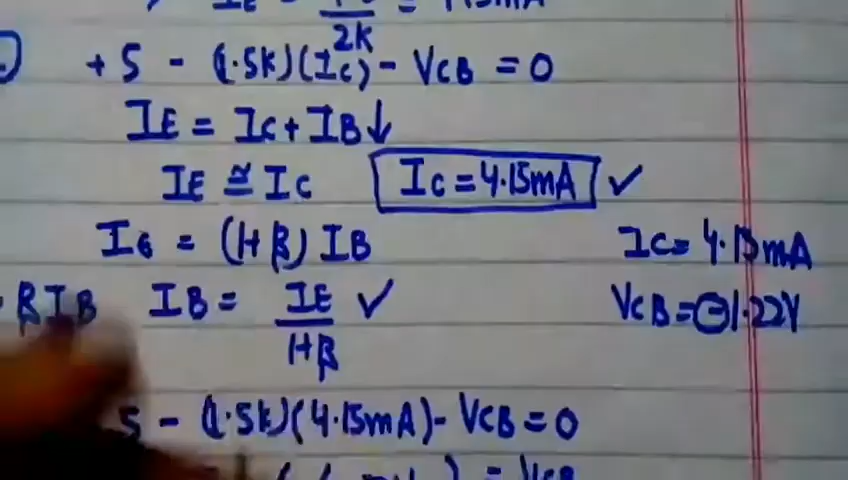 2K
+ 5 - (1.5K)(IC) - VCB = 0
IE = IC + IB↓
IE ≅ IC IC = 4.15mA ✓
IE = (1+β) IB IC = 4.15mA
βIB IB = IE ✓ VCB = ⊖1.22V
1+β
5 - (1.5K)(4.15mA) - VCB = 0
= VCB